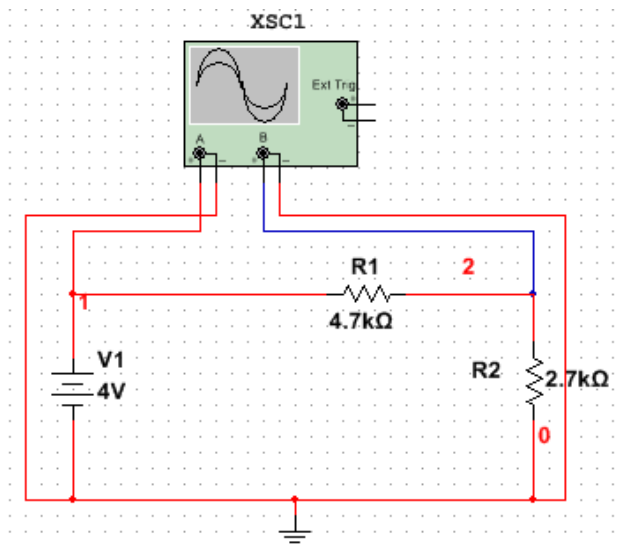 XSC1
Ext Trig
+
_
A
B
+ _ + _
R1
2
4.7kΩ
1
V1
4V
R2
2.7kΩ
0